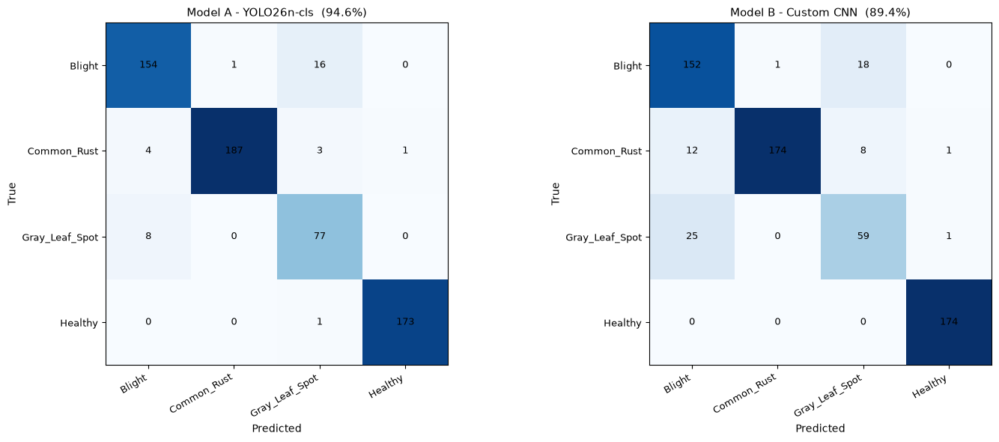 Model A - YOLO26n-cls  (94.6%)
True
Blight 154 1 16 0
Common_Rust 4 187 3 1
Gray_Leaf_Spot 8 0 77 0
Healthy 0 0 1 173
Blight Common_Rust Gray_Leaf_Spot Healthy
Predicted
Model B - Custom CNN  (89.4%)
True
Blight 152 1 18 0
Common_Rust 12 174 8 1
Gray_Leaf_Spot 25 0 59 1
Healthy 0 0 0 174
Blight Common_Rust Gray_Leaf_Spot Healthy
Predicted